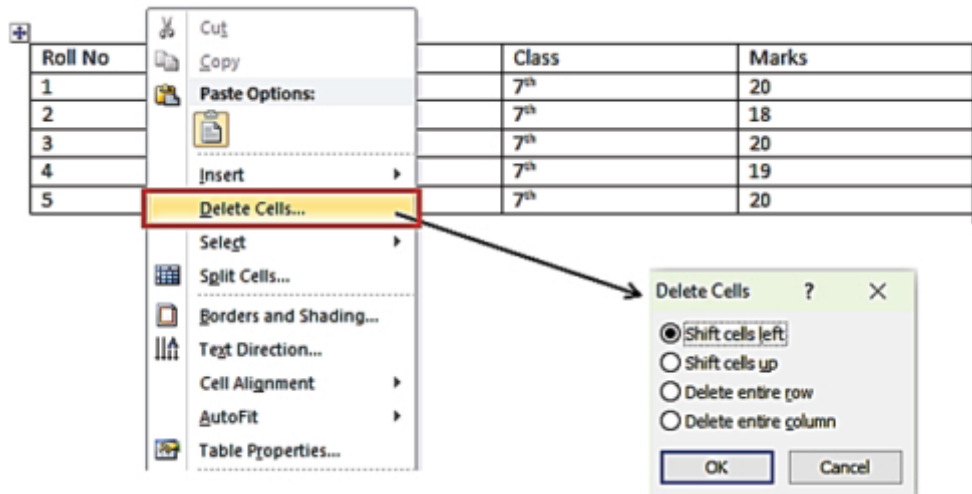 Roll No Class Marks
1 7th 20
2 7th 18
3 7th 20
4 7th 19
5 7th 20
Cut
Copy
Paste Options:
Insert
Delete Cells...
Select
Split Cells...
Borders and Shading...
Text Direction...
Cell Alignment
AutoFit
Table Properties...
Delete Cells ?
Shift cells left
Shift cells up
Delete entire row
Delete entire column
OK Cancel